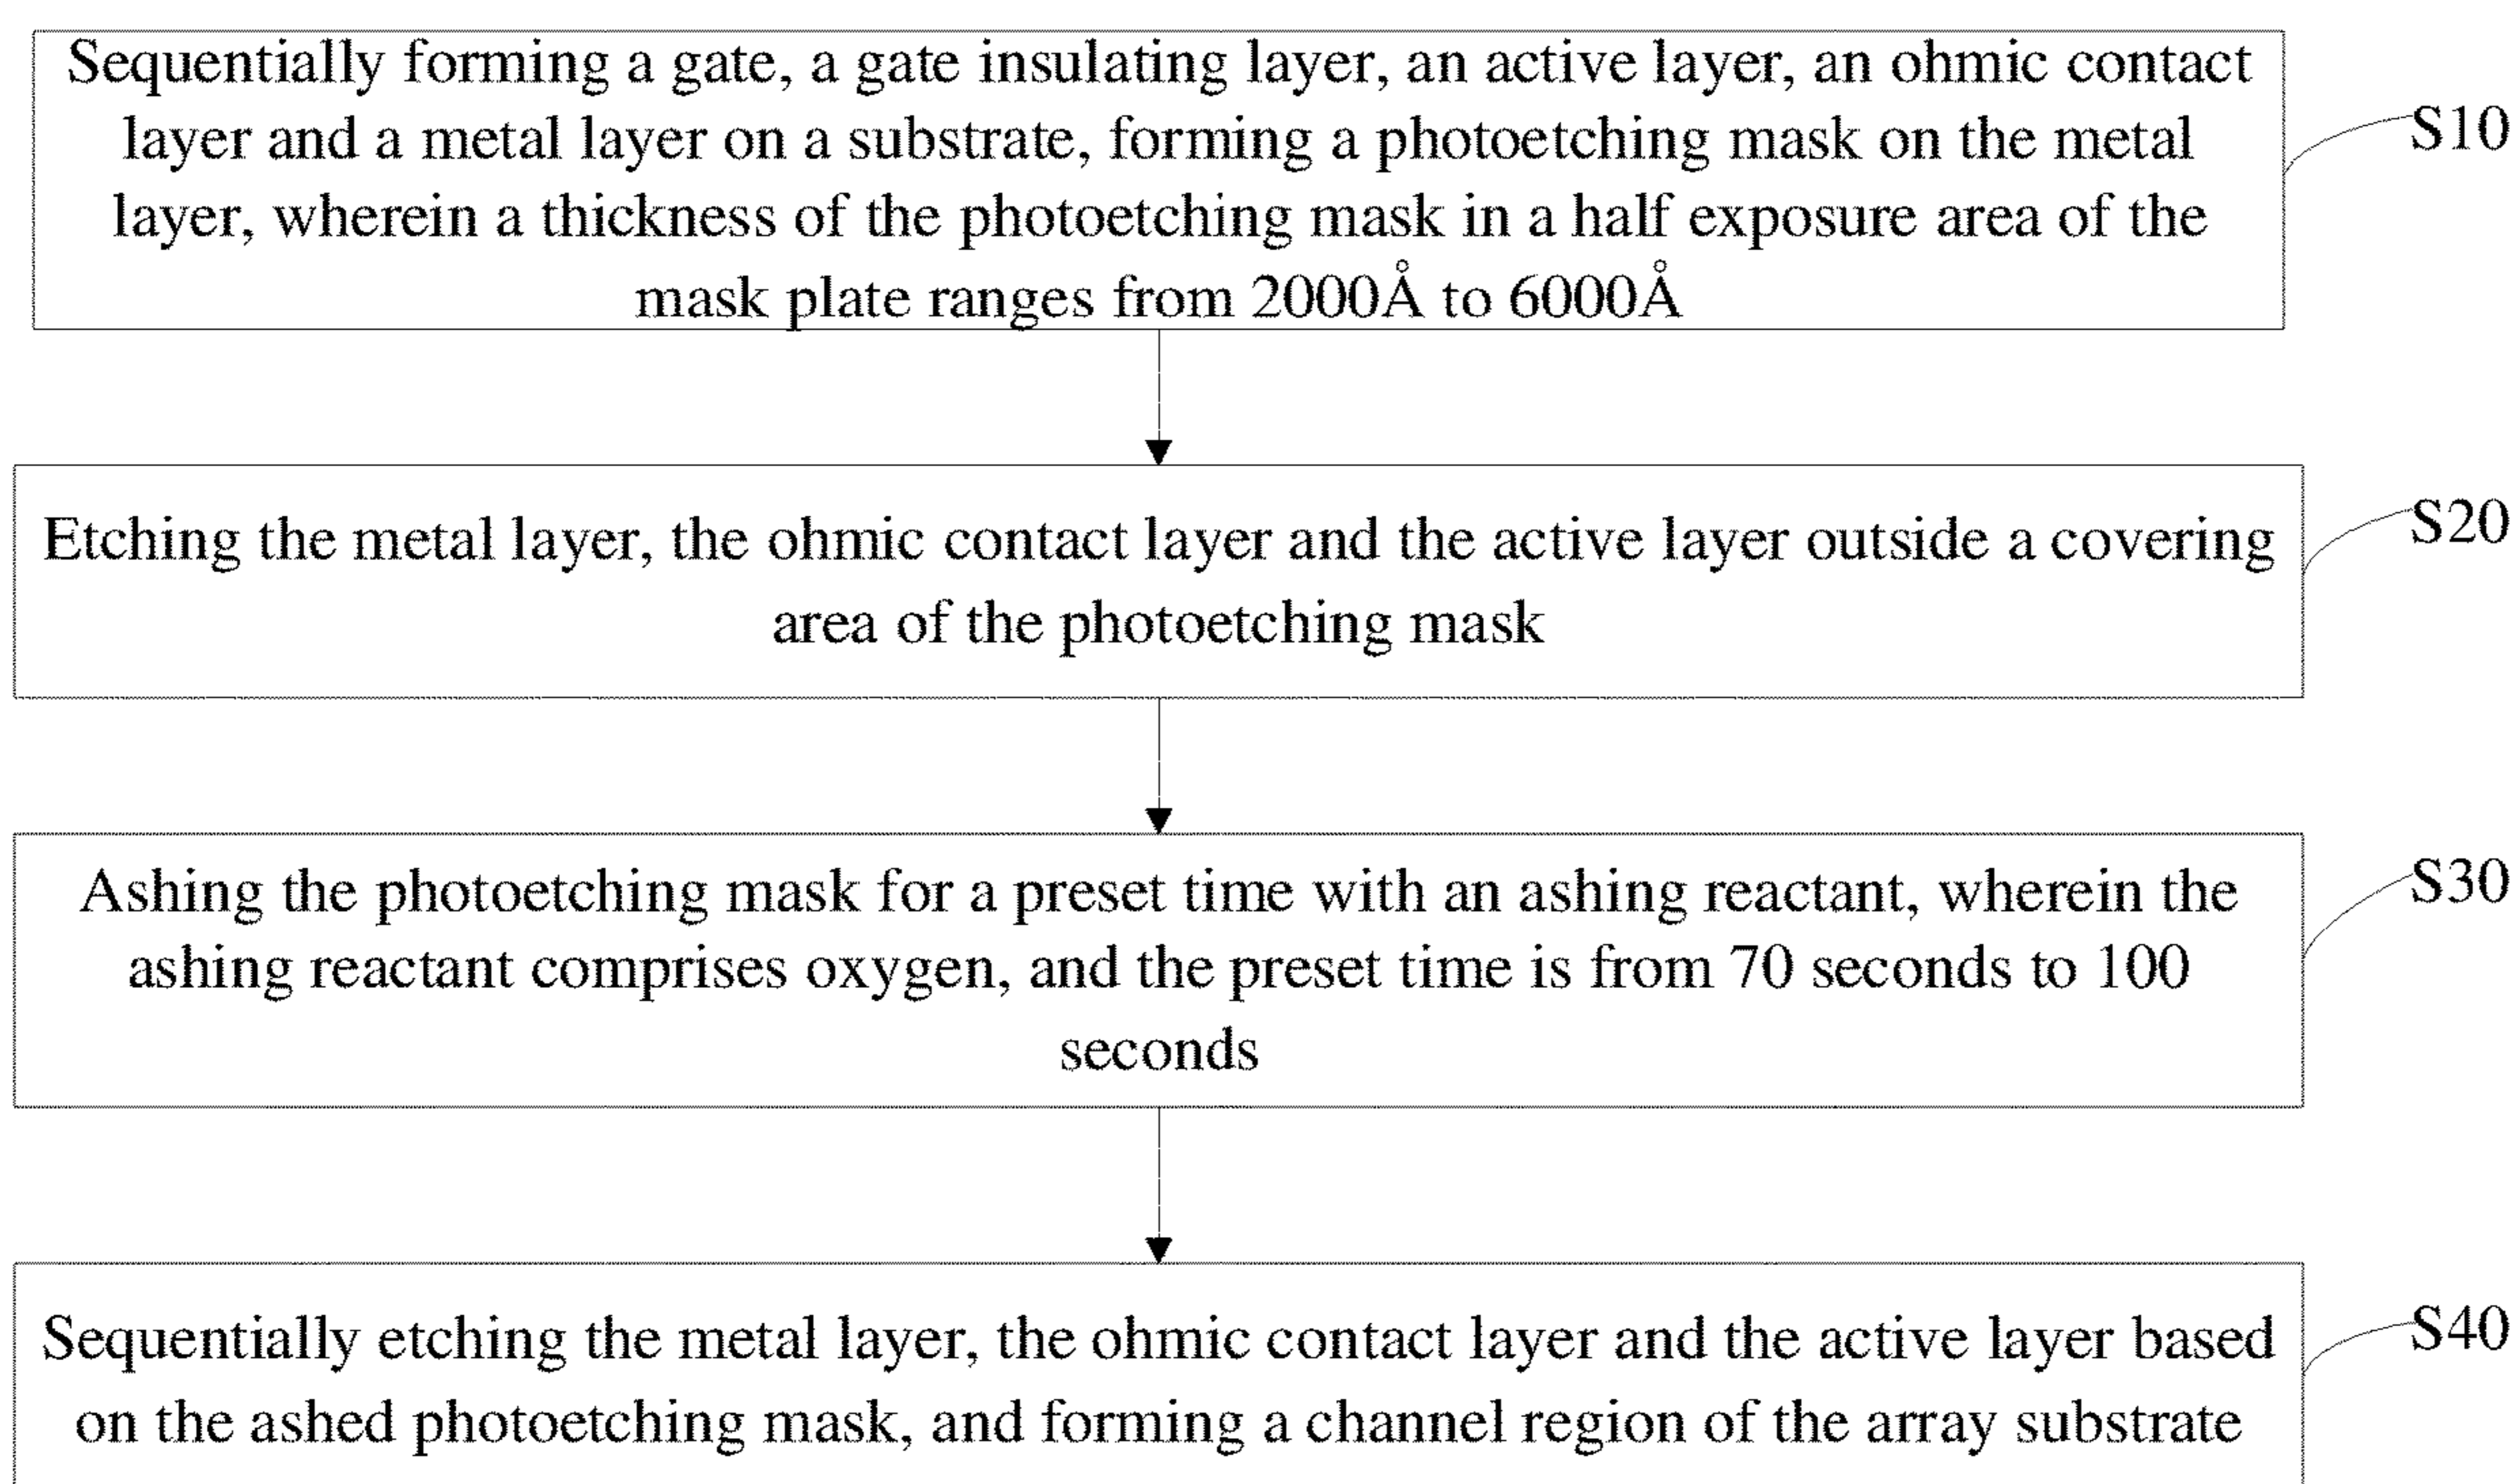 Sequentially forming a gate, a gate insulating layer, an active layer, an ohmic contact
layer and a metal layer on a substrate, forming a photoetching mask on the metal
layer, wherein a thickness of the photoetching mask in a half exposure area of the
mask plate ranges from 2000Å to 6000Å
S10
Etching the metal layer, the ohmic contact layer and the active layer outside a covering
area of the photoetching mask
S20
Ashing the photoetching mask for a preset time with an ashing reactant, wherein the
ashing reactant comprises oxygen, and the preset time is from 70 seconds to 100
seconds
S30
Sequentially etching the metal layer, the ohmic contact layer and the active layer based
on the ashed photoetching mask, and forming a channel region of the array substrate
S40